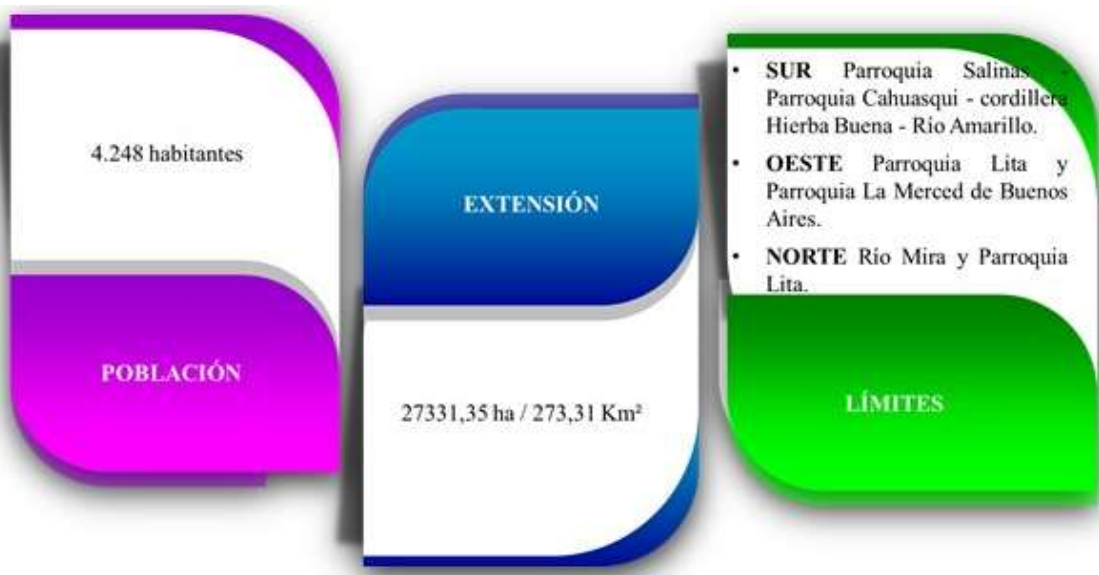 4.248 habitantes
POBLACIÓN
EXTENSIÓN
27331,35 ha / 273,31 Km²
• SUR Parroquia Salinas -
Parroquia Cahuasqui - cordillera
Hierba Buena - Río Amarillo.
• OESTE Parroquia Lita y
Parroquia La Merced de Buenos
Aires.
• NORTE Río Mira y Parroquia
Lita.
LÍMITES